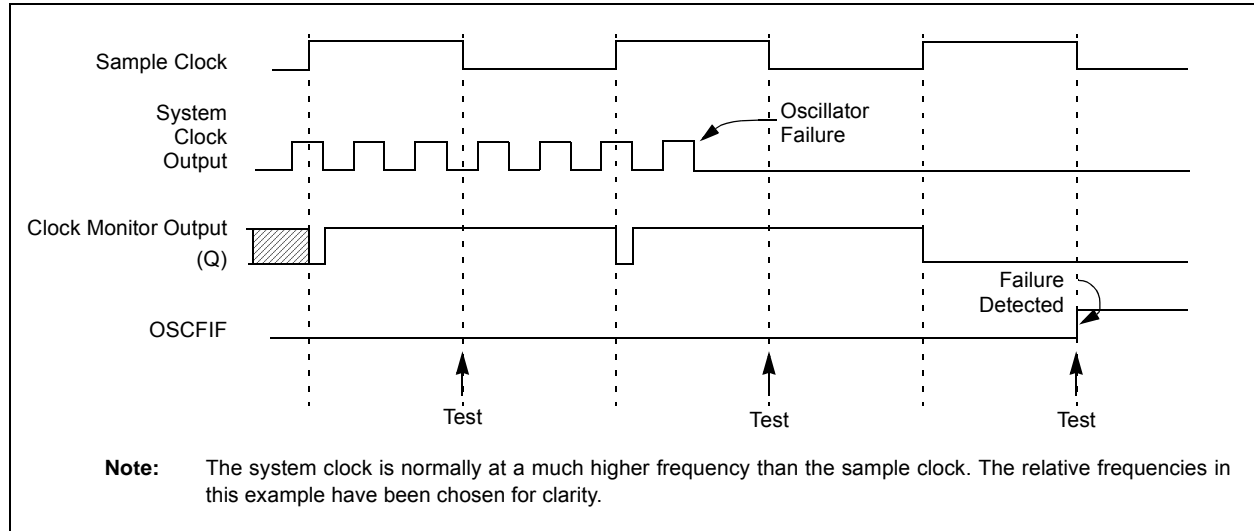 Sample Clock
System
Clock
Output
Oscillator
Failure
Clock Monitor Output
(Q)
Failure
Detected
OSCFIF
Test
Test
Test
Note: The system clock is normally at a much higher frequency than the sample clock. The relative frequencies in
this example have been chosen for clarity.